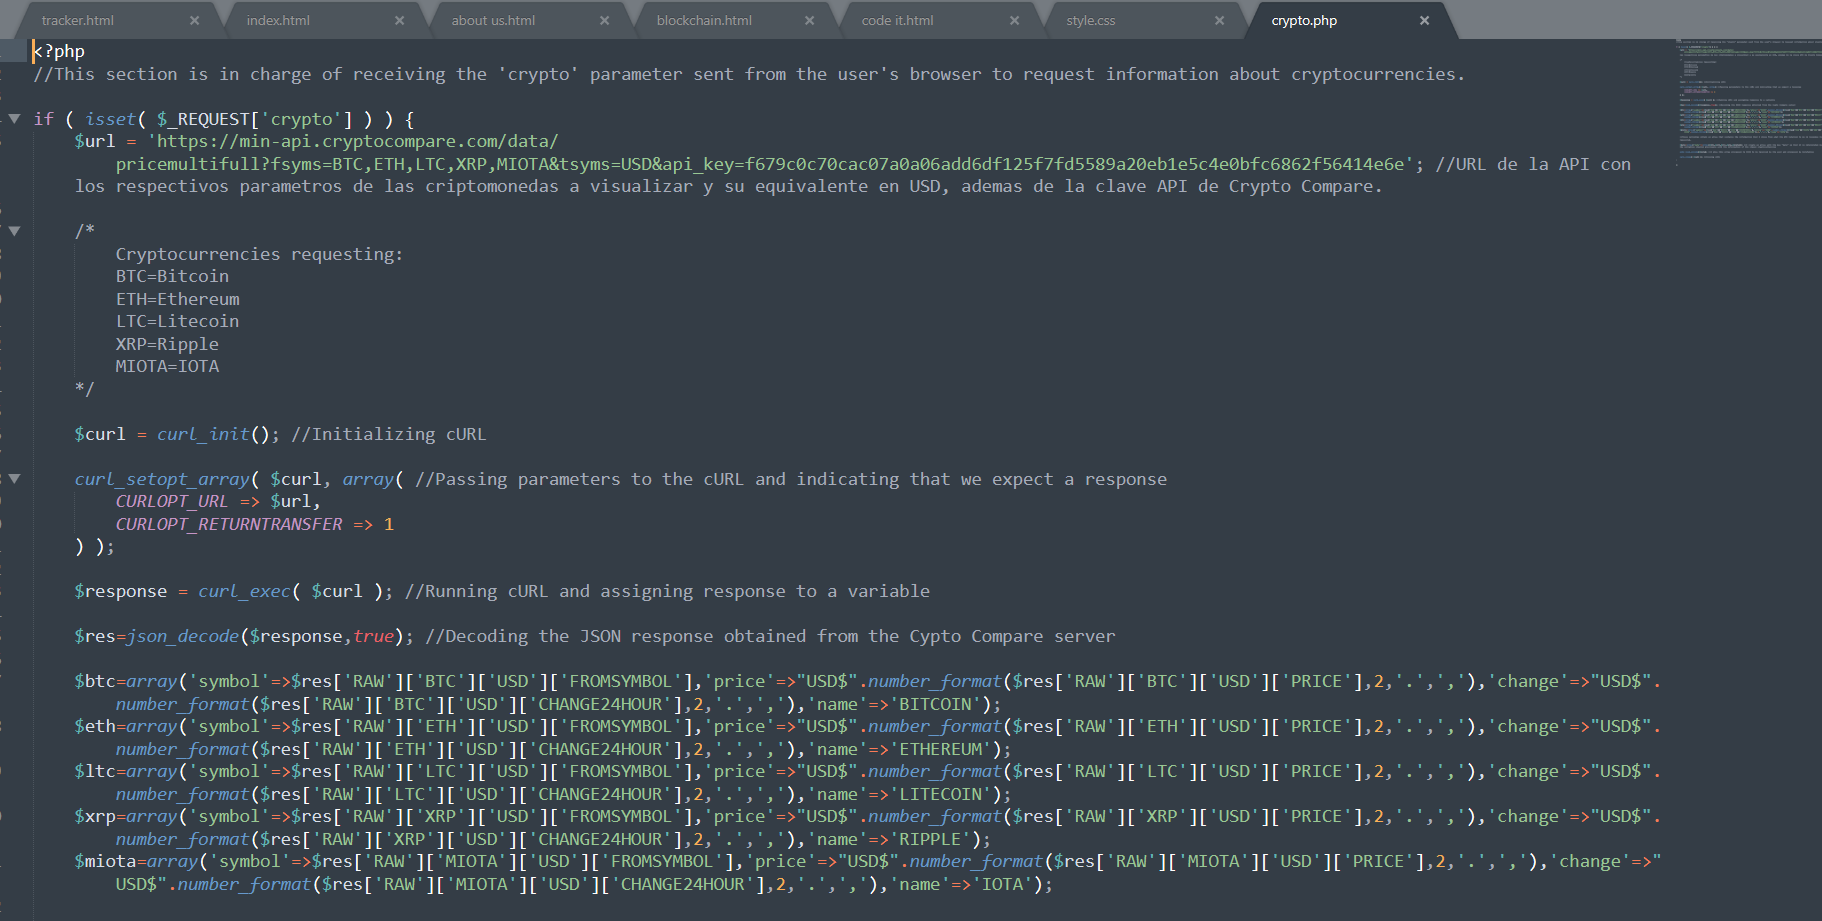 tracker.html × index.html × about us.html × blockchain.html × code it.html × style.css × crypto.php ×
<?php
//This section is in charge of receiving the 'crypto' parameter sent from the user's browser to request information about cryptocurrencies.
if ( isset( $_REQUEST['crypto'] ) ) {
$url = 'https://min-api.cryptocompare.com/data/
pricemultifull?fsyms=BTC,ETH,LTC,XRP,MIOTA&tsyms=USD&api_key=f679c0c70cac07a0a06add6df125f7fd5589a20eb1e5c4e0bfc6862f56414e6e'; //URL de la API con
los respectivos parametros de las criptomonedas a visualizar y su equivalente en USD, ademas de la clave API de Crypto Compare.
/*
Cryptocurrencies requesting:
BTC=Bitcoin
ETH=Ethereum
LTC=Litecoin
XRP=Ripple
MIOTA=IOTA
*/
$curl = curl_init(); //Initializing cURL
curl_setopt_array( $curl, array( //Passing parameters to the cURL and indicating that we expect a response
CURLOPT_URL => $url,
CURLOPT_RETURNTRANSFER => 1
) );
$response = curl_exec( $curl ); //Running cURL and assigning response to a variable
$res=json_decode($response,true); //Decoding the JSON response obtained from the Cypto Compare server
$btc=array('symbol'=>$res['RAW']['BTC']['USD']['FROMSYMBOL'],'price'=>"USD$".number_format($res['RAW']['BTC']['USD']['PRICE'],2,'.',','),'change'=>"USD$".
number_format($res['RAW']['BTC']['USD']['CHANGE24HOUR'],2,'.',','),'name'=>'BITCOIN');
$eth=array('symbol'=>$res['RAW']['ETH']['USD']['FROMSYMBOL'],'price'=>"USD$".number_format($res['RAW']['ETH']['USD']['PRICE'],2,'.',','),'change'=>"USD$".
number_format($res['RAW']['ETH']['USD']['CHANGE24HOUR'],2,'.',','),'name'=>'ETHEREUM');
$ltc=array('symbol'=>$res['RAW']['LTC']['USD']['FROMSYMBOL'],'price'=>"USD$".number_format($res['RAW']['LTC']['USD']['PRICE'],2,'.',','),'change'=>"USD$".
number_format($res['RAW']['LTC']['USD']['CHANGE24HOUR'],2,'.',','),'name'=>'LITECOIN');
$xrp=array('symbol'=>$res['RAW']['XRP']['USD']['FROMSYMBOL'],'price'=>"USD$".number_format($res['RAW']['XRP']['USD']['PRICE'],2,'.',','),'change'=>"USD$".
number_format($res['RAW']['XRP']['USD']['CHANGE24HOUR'],2,'.',','),'name'=>'RIPPLE');
$miota=array('symbol'=>$res['RAW']['MIOTA']['USD']['FROMSYMBOL'],'price'=>"USD$".number_format($res['RAW']['MIOTA']['USD']['PRICE'],2,'.',','),'change'=>"
USD$".number_format($res['RAW']['MIOTA']['USD']['CHANGE24HOUR'],2,'.',','),'name'=>'IOTA');